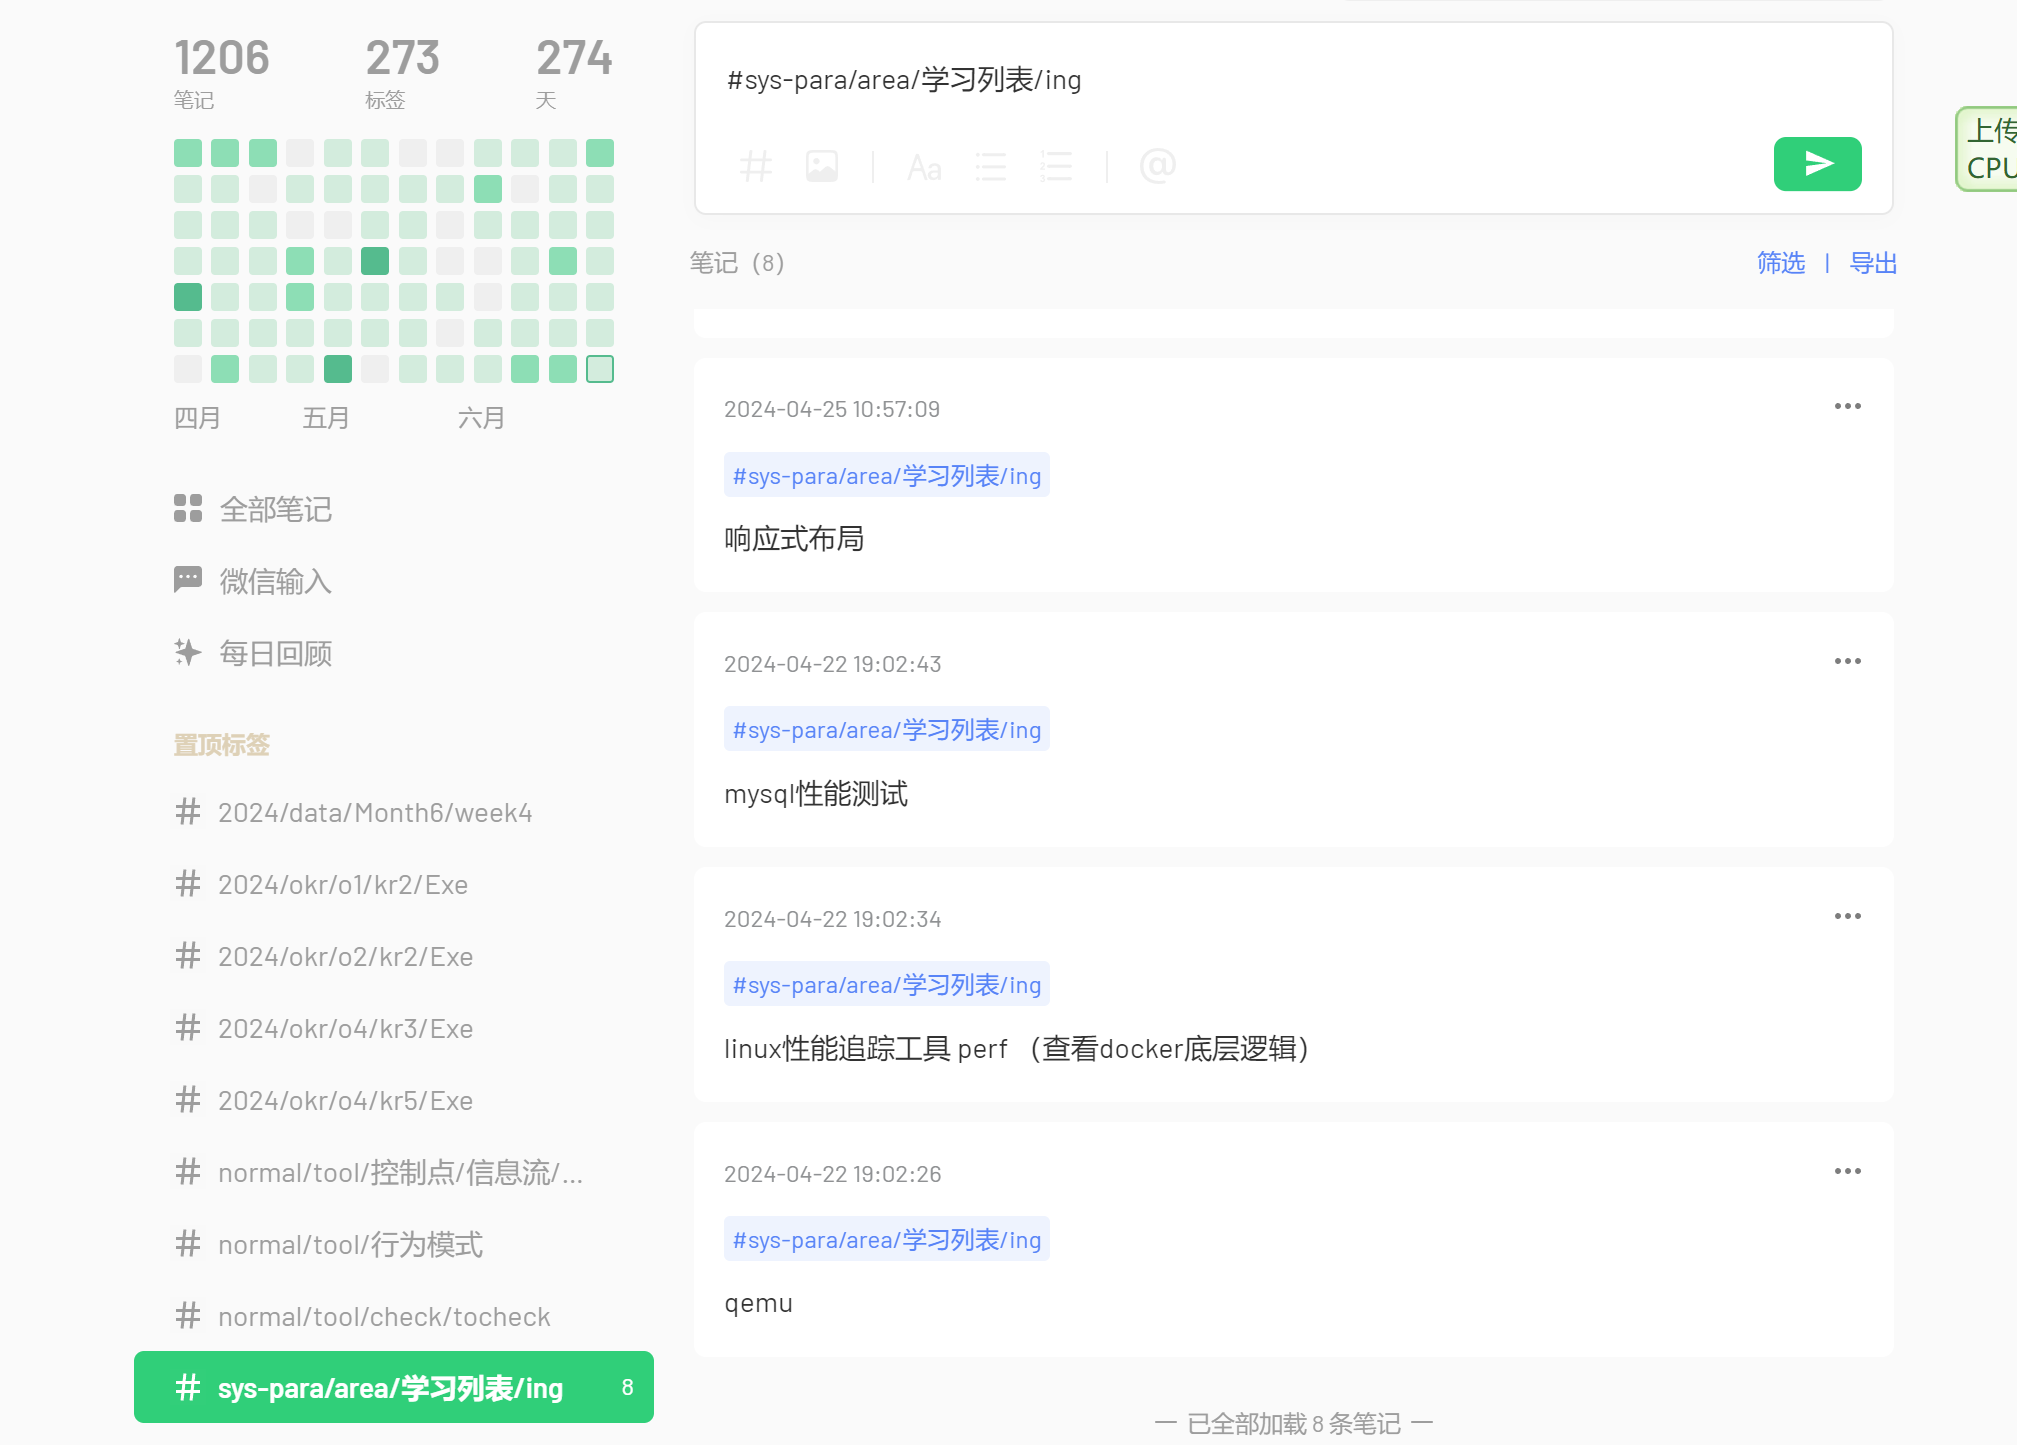 1206
笔记
273
标签
274
天
四月
五月
六月
全部笔记
微信输入
每日回顾
置顶标签
# 2024/data/Month6/week4
# 2024/okr/o1/kr2/Exe
# 2024/okr/o2/kr2/Exe
# 2024/okr/o4/kr3/Exe
# 2024/okr/o4/kr5/Exe
# normal/tool/控制点/信息流/...
# normal/tool/行为模式
# normal/tool/check/tocheck
# sys-para/area/学习列表/ing 8
#sys-para/area/学习列表/ing
Aa
@
笔记（8）
筛选 | 导出
2024-04-25 10:57:09
#sys-para/area/学习列表/ing
响应式布局
2024-04-22 19:02:43
#sys-para/area/学习列表/ing
mysql性能测试
2024-04-22 19:02:34
#sys-para/area/学习列表/ing
linux性能追踪工具 perf （查看docker底层逻辑）
2024-04-22 19:02:26
#sys-para/area/学习列表/ing
qemu
— 已全部加载 8 条笔记 —
上传
CPU